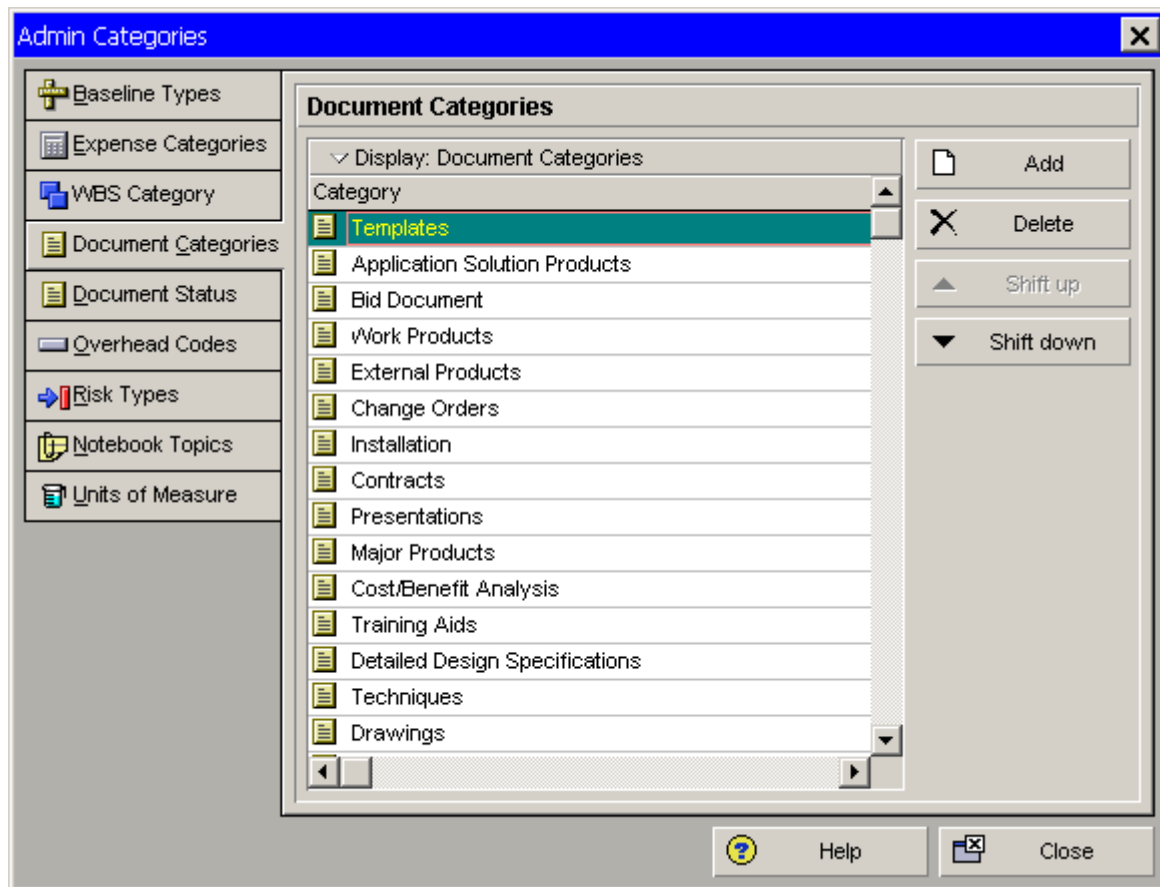 Admin Categories
Baseline Types
Expense Categories
WBS Category
Document Categories
Document Status
Overhead Codes
Risk Types
Notebook Topics
Units of Measure
Document Categories
Display: Document Categories
Category
Templates
Application Solution Products
Bid Document
Work Products
External Products
Change Orders
Installation
Contracts
Presentations
Major Products
Cost/Benefit Analysis
Training Aids
Detailed Design Specifications
Techniques
Drawings
Add
Delete
Shift up
Shift down
Help
Close